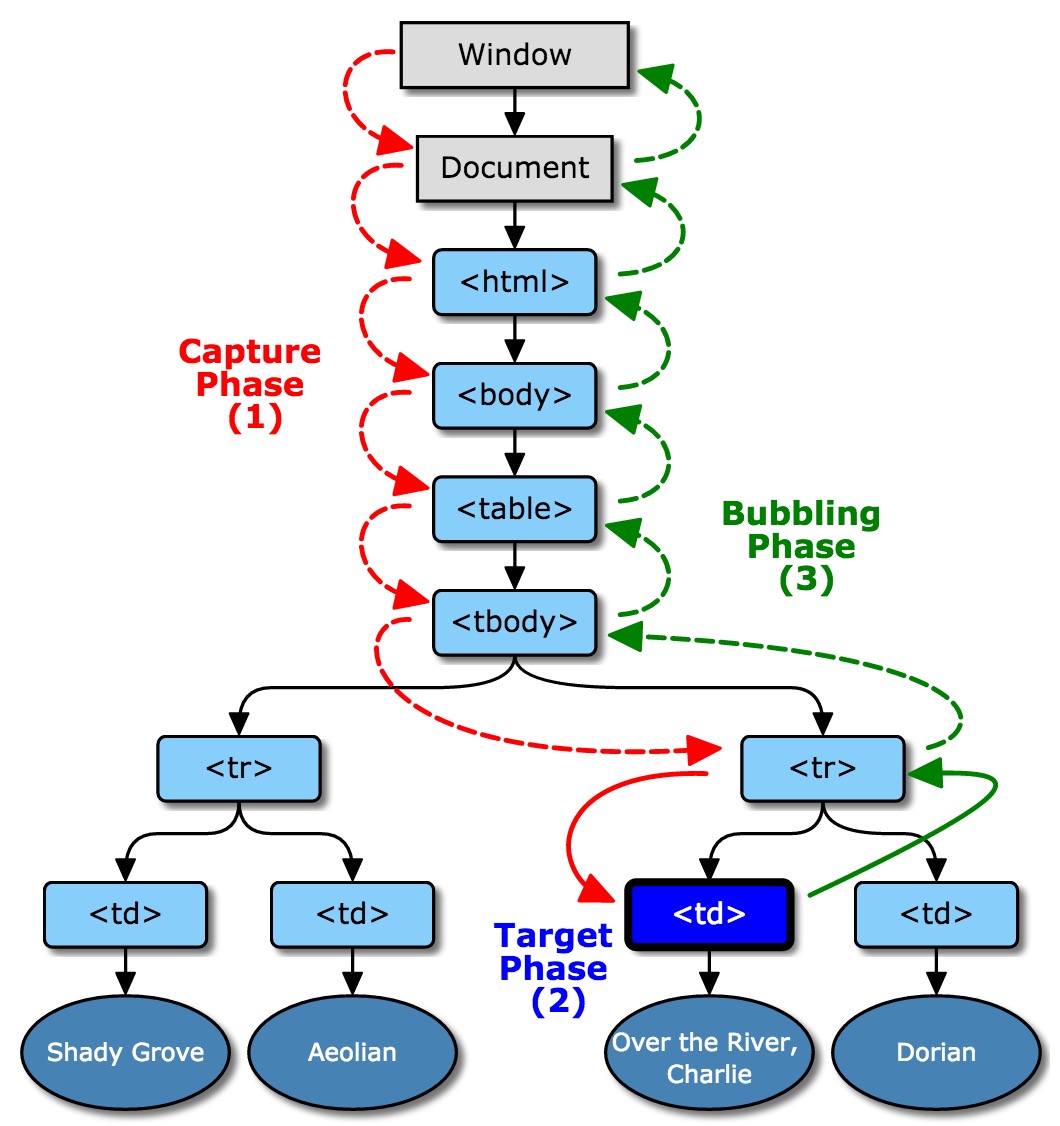 Window
Document
<html>
Capture
Phase
(1)
<body>
<table>
Bubbling
Phase
(3)
<tbody>
<tr>
<tr>
<td>
<td>
<td>
<td>
Target
Phase
(2)
Shady Grove
Aeolian
Over the River,
Charlie
Dorian